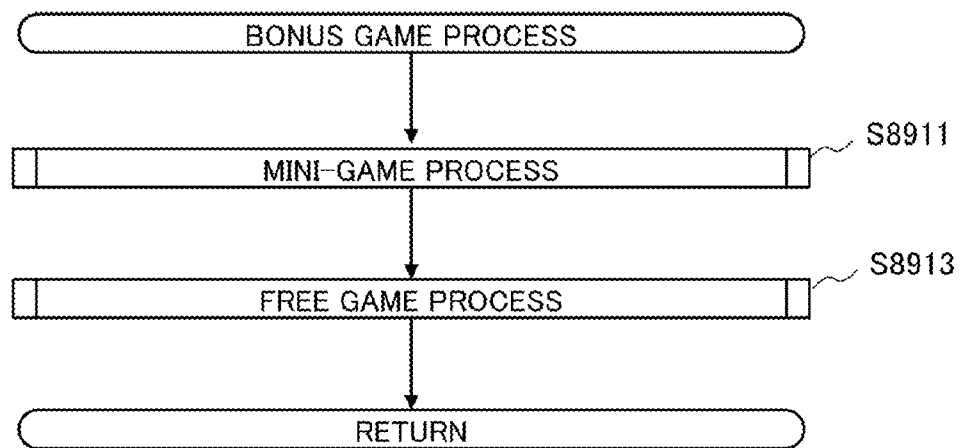 BONUS GAME PROCESS
S8911
MINI-GAME PROCESS
S8913
FREE GAME PROCESS
RETURN